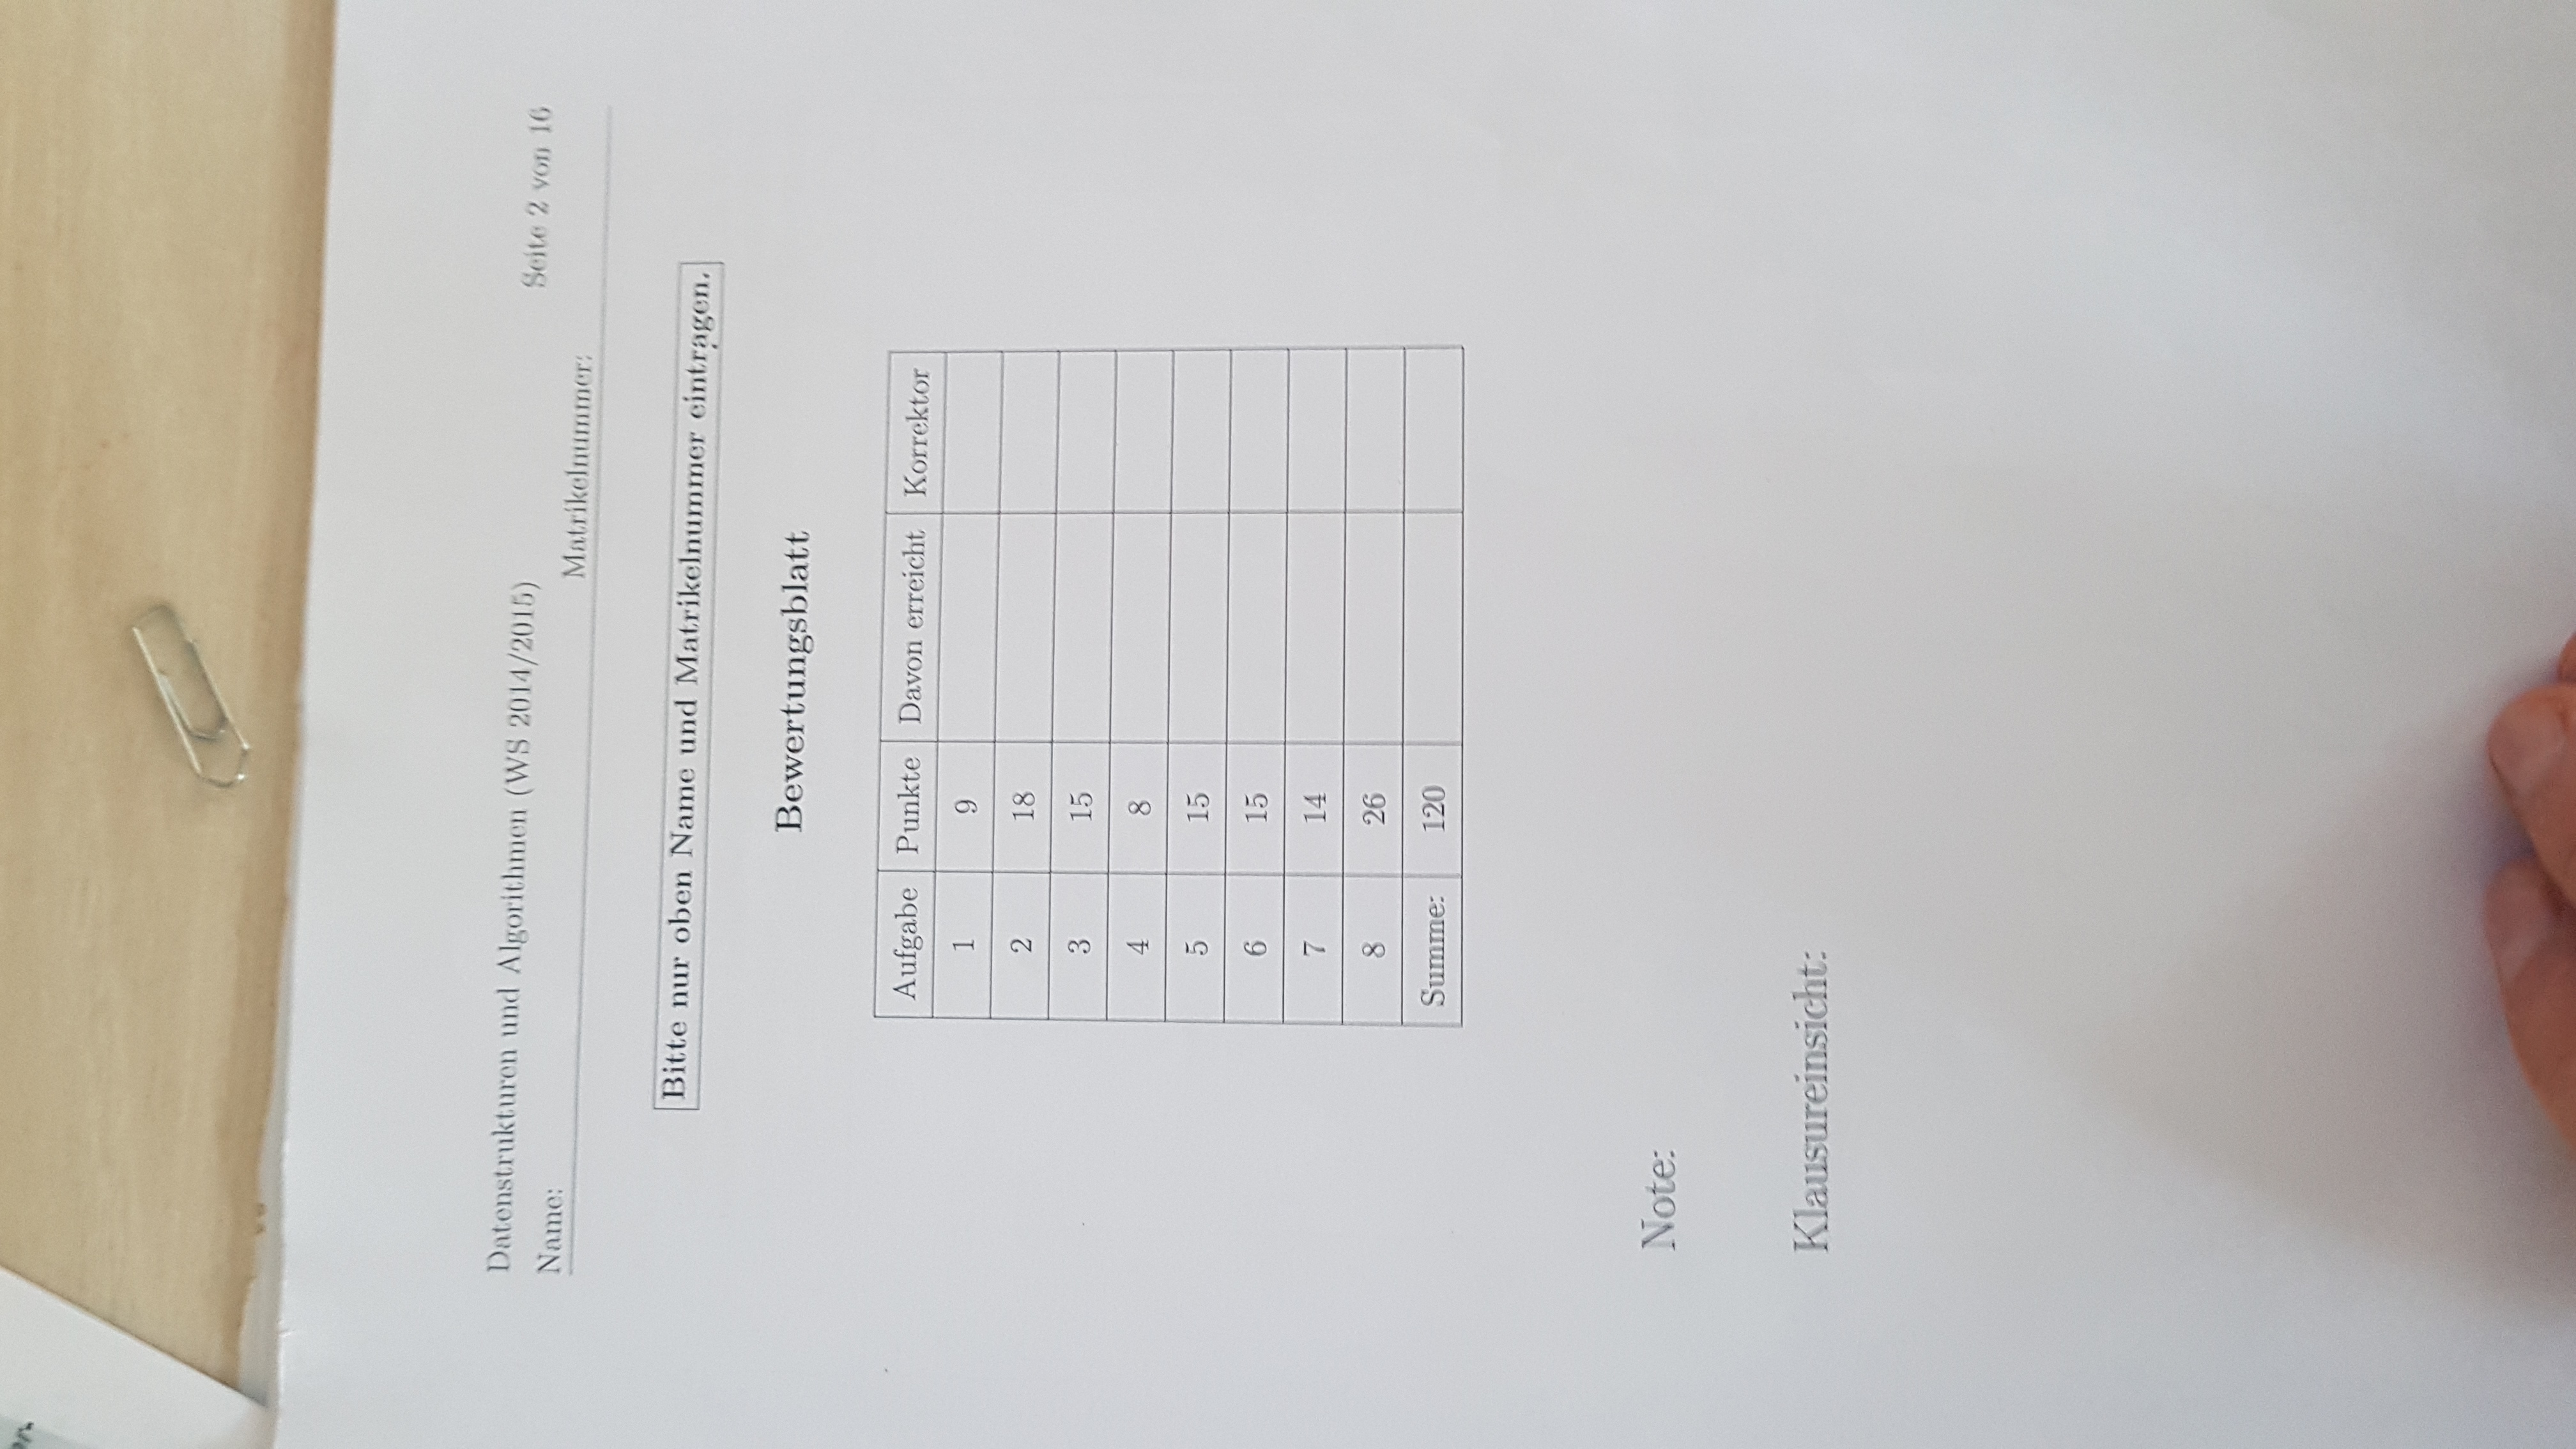 Datenstrukturen und Algorithmen (WS 2014/2015) Seite 2 von 16
Name: Matrikelnummer:
Bitte nur oben Name und Matrikelnummer eintragen.
Bewertungsblatt
Aufgabe Punkte Davon erreicht Korrektor
1 9
2 18
3 15
4 8
5 15
6 15
7 14
8 26
Summe: 120
Note:
Klausureinsicht: